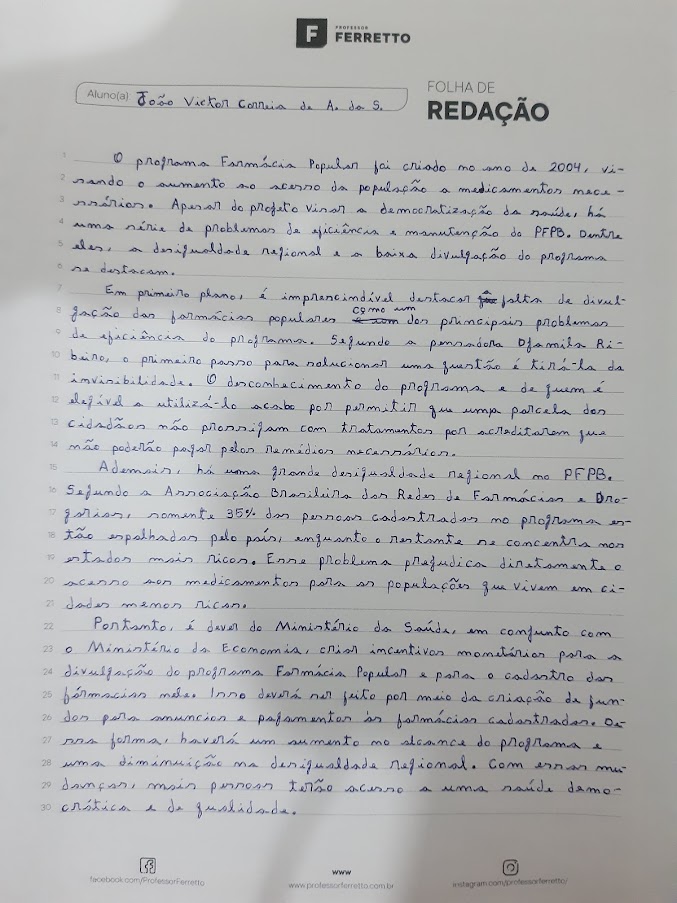 F PROFESSOR
FERRETTO
Aluno(a) João Victor Correia de A. da S.
FOLHA DE
REDAÇÃO
1 O programa Farmácia Popular foi criado no ano de 2004, vi-
2 sando o aumento ao acesso da população a medicamentos nece-
3 ssários. Apesar do projeto visar a democratização da saúde, há
4 uma série de problemas de eficiência e manutenção do PFPB. Dentre
5 eles, a desigualdade regional e a baixa divulgação do programa
6 se destacam.
7 Em primeiro plano, é imprencindível destacar falta de divul-
8 gação das farmácias populares como um dos principais problemas
9 de eficiência do programa. Segundo a pensadora Djamila Ri-
10 beiro, o primeiro passo para solucionar uma questão é tirá-la da
11 invisibilidade. O desconhecimento do programa e de quem é
12 elegível a utilizá-lo acaba por permitir que uma parcela dos
13 cidadãos não prossigam com tratamentos por acreditarem que
14 não poderão pagar pelos remédios necessários.
15 Ademais, há uma grande desigualdade regional no PFPB.
16 Segundo a Associação Brasileira das Redes de Farmácias e Dro-
17 garias, somente 35% das pessoas cadastradas no programa es-
18 tão espalhadas pelo país, enquanto o restante se concentra nos
19 estados mais ricos. Esse problema prejudica diretamente o
20 acesso aos medicamentos para as populações que vivem em ci-
21 dades menos ricas.
22 Portanto, é dever do Ministério da Saúde, em conjunto com
23 o Ministério da Economia, criar incentivos monetários para a
24 divulgação do programa Farmácia Popular e para o cadastro das
25 fármacias nele. Isso deverá ser feito por meio da criação de fun-
26 dos para anuncios e pagamentos às farmácias cadastradas. De-
27 ssa forma, haverá um aumento no alcance do programa e
28 uma diminuição na desigualdade regional. Com essas mu-
29 danças, mais pessoas terão acesso a uma saúde demo-
30 crática e de qualidade.
facebook.com/ProfessorFerretto
www
www.professorferretto.com.br
instagram.com/professorferretto/